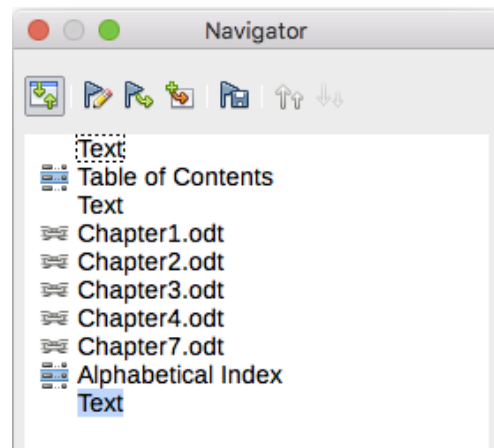 Navigator
Text
Table of Contents
Text
Chapter1.odt
Chapter2.odt
Chapter3.odt
Chapter4.odt
Chapter7.odt
Alphabetical Index
Text